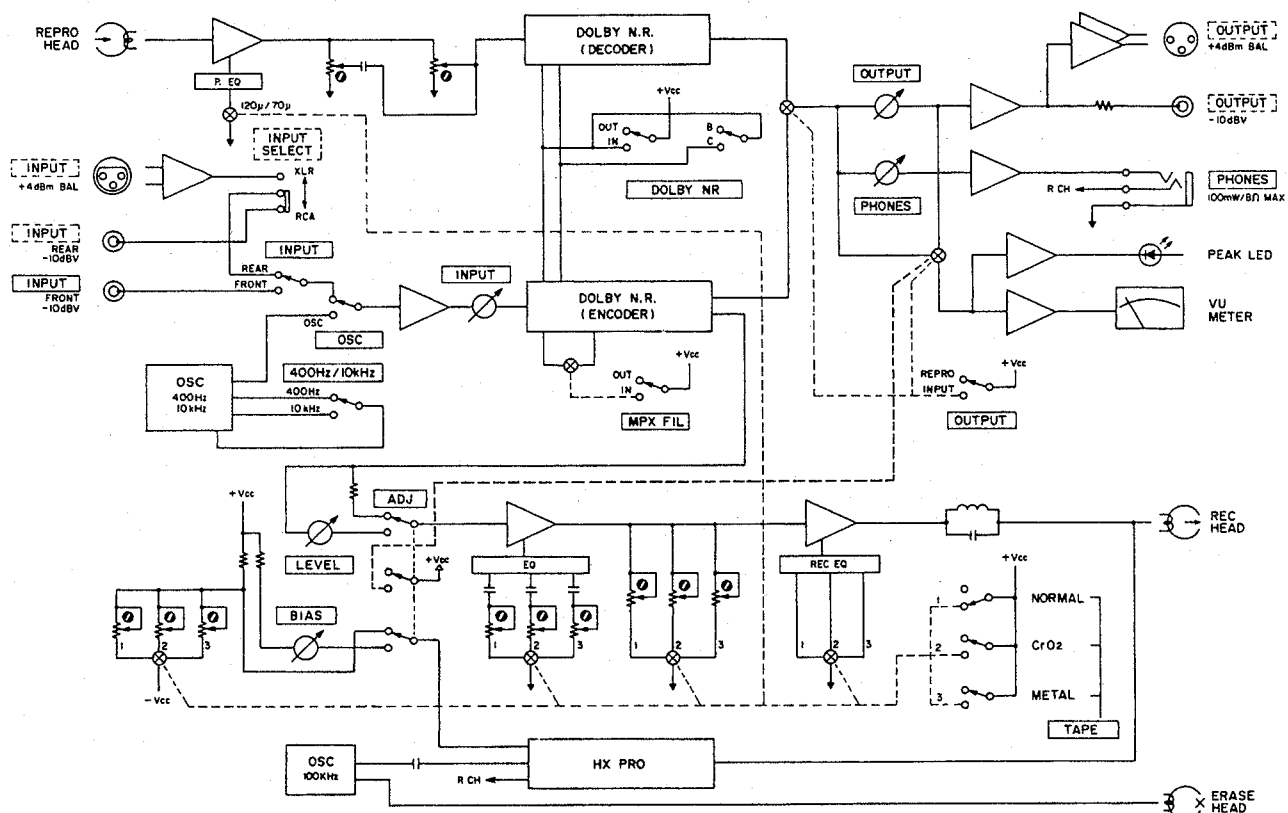 REPRO
HEAD
P. EQ
120μ/70μ
DOLBY N.R.
(DECODER)
+Vcc
OUT
IN
B
C
DOLBY NR
OUTPUT
PHONES
OUTPUT
+4dBm BAL
OUTPUT
-10dBV
R CH
PHONES
100mW/8Ω MAX
PEAK LED
VU
METER
INPUT
SELECT
XLR
RCA
INPUT
+4dBm BAL
INPUT
REAR
-10dBV
INPUT
FRONT
-10dBV
INPUT
REAR
FRONT
OSC
OSC
INPUT
DOLBY N.R.
(ENCODER)
400Hz/10kHz
OSC
400Hz
10kHz
400Hz
10kHz
OUT
IN
+Vcc
MPX FIL
REPRO
INPUT
+Vcc
OUTPUT
+Vcc
ADJ
LEVEL
+Vcc
BIAS
1
2
3
-Vcc
EQ
1
2
3
1
2
3
REC EQ
1
2
3
REC
HEAD
+Vcc
1
NORMAL
2
CrO2
3
METAL
TAPE
OSC
100KHz
R CH
HX PRO
ERASE
HEAD